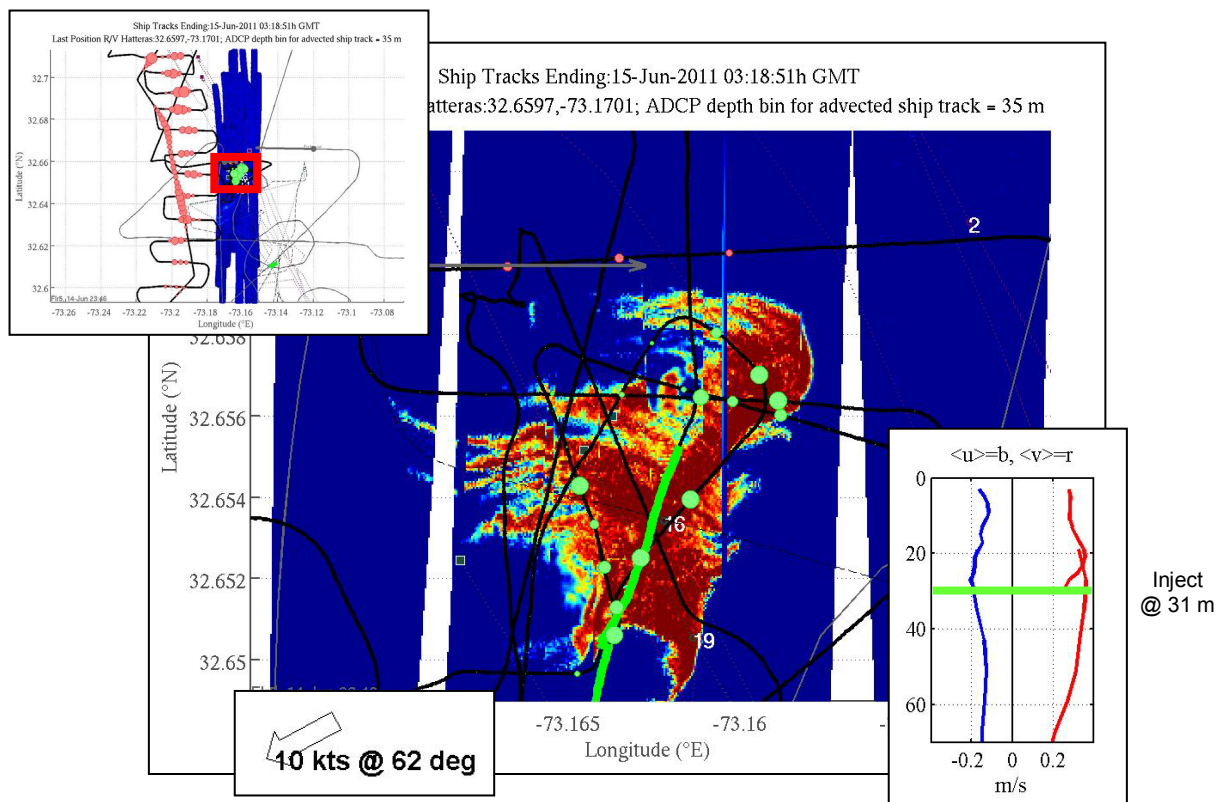 Ship Tracks Ending:15-Jun-2011 03:18:51h GMT
Last Position R/V Hatteras:32.6597,-73.1701; ADCP depth bin for advected ship track = 35 m
32.7
32.68
32.66
32.64
32.62
32.6
Latitude (°N)
Flt5, 14-Jun 23:46
-73.26 -73.24 -73.22 -73.2 -73.18 -73.16 -73.14 -73.12 -73.1 -73.08
Longitude (°E)
Ship Tracks Ending:15-Jun-2011 03:18:51h GMT
atteras:32.6597,-73.1701; ADCP depth bin for advected ship track = 35 m
2
32.658
32.656
32.654
32.652
32.65
Latitude (°N)
16
19
-73.165 -73.16
Longitude (°E)
10 kts @ 62 deg
<u>=b, <v>=r
0
20
40
60
-0.2 0 0.2
m/s
Inject
@ 31 m